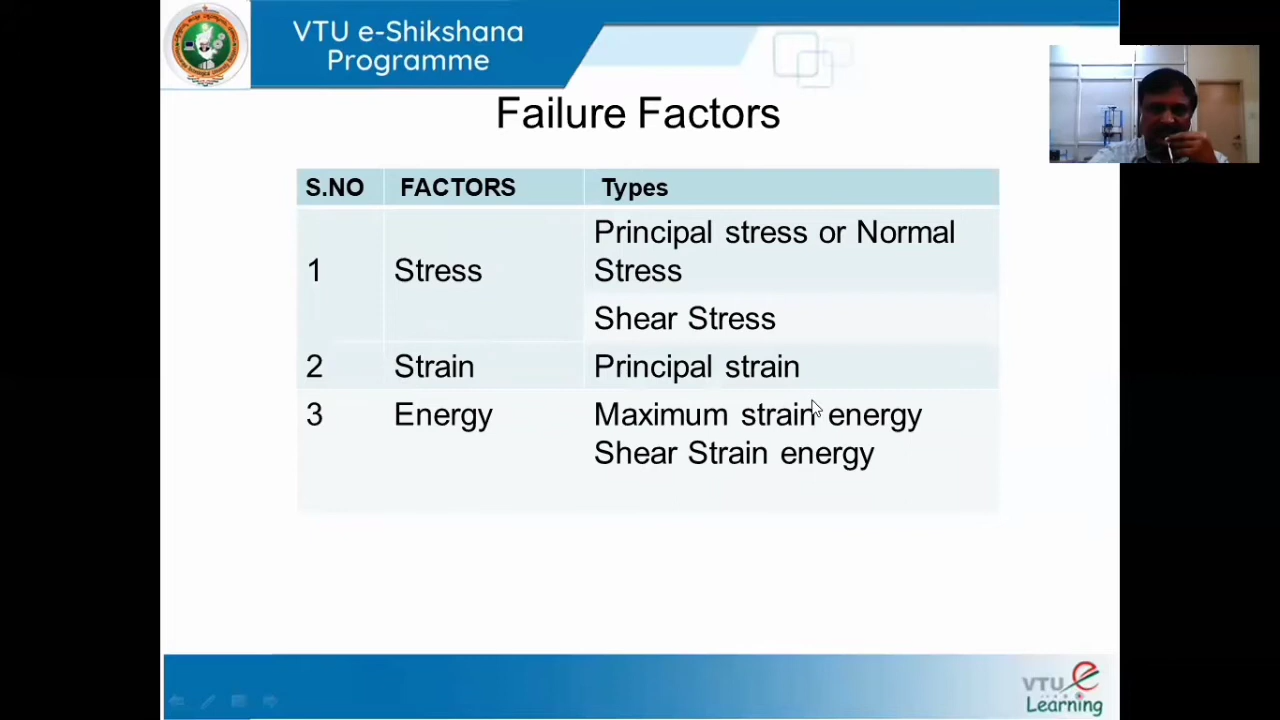 VTU e-Shikshana
Programme
Failure Factors
S.NO FACTORS Types
1 Stress Principal stress or Normal
Stress
Shear Stress
2 Strain Principal strain
3 Energy Maximum strain energy
Shear Strain energy
VTU e
Learning